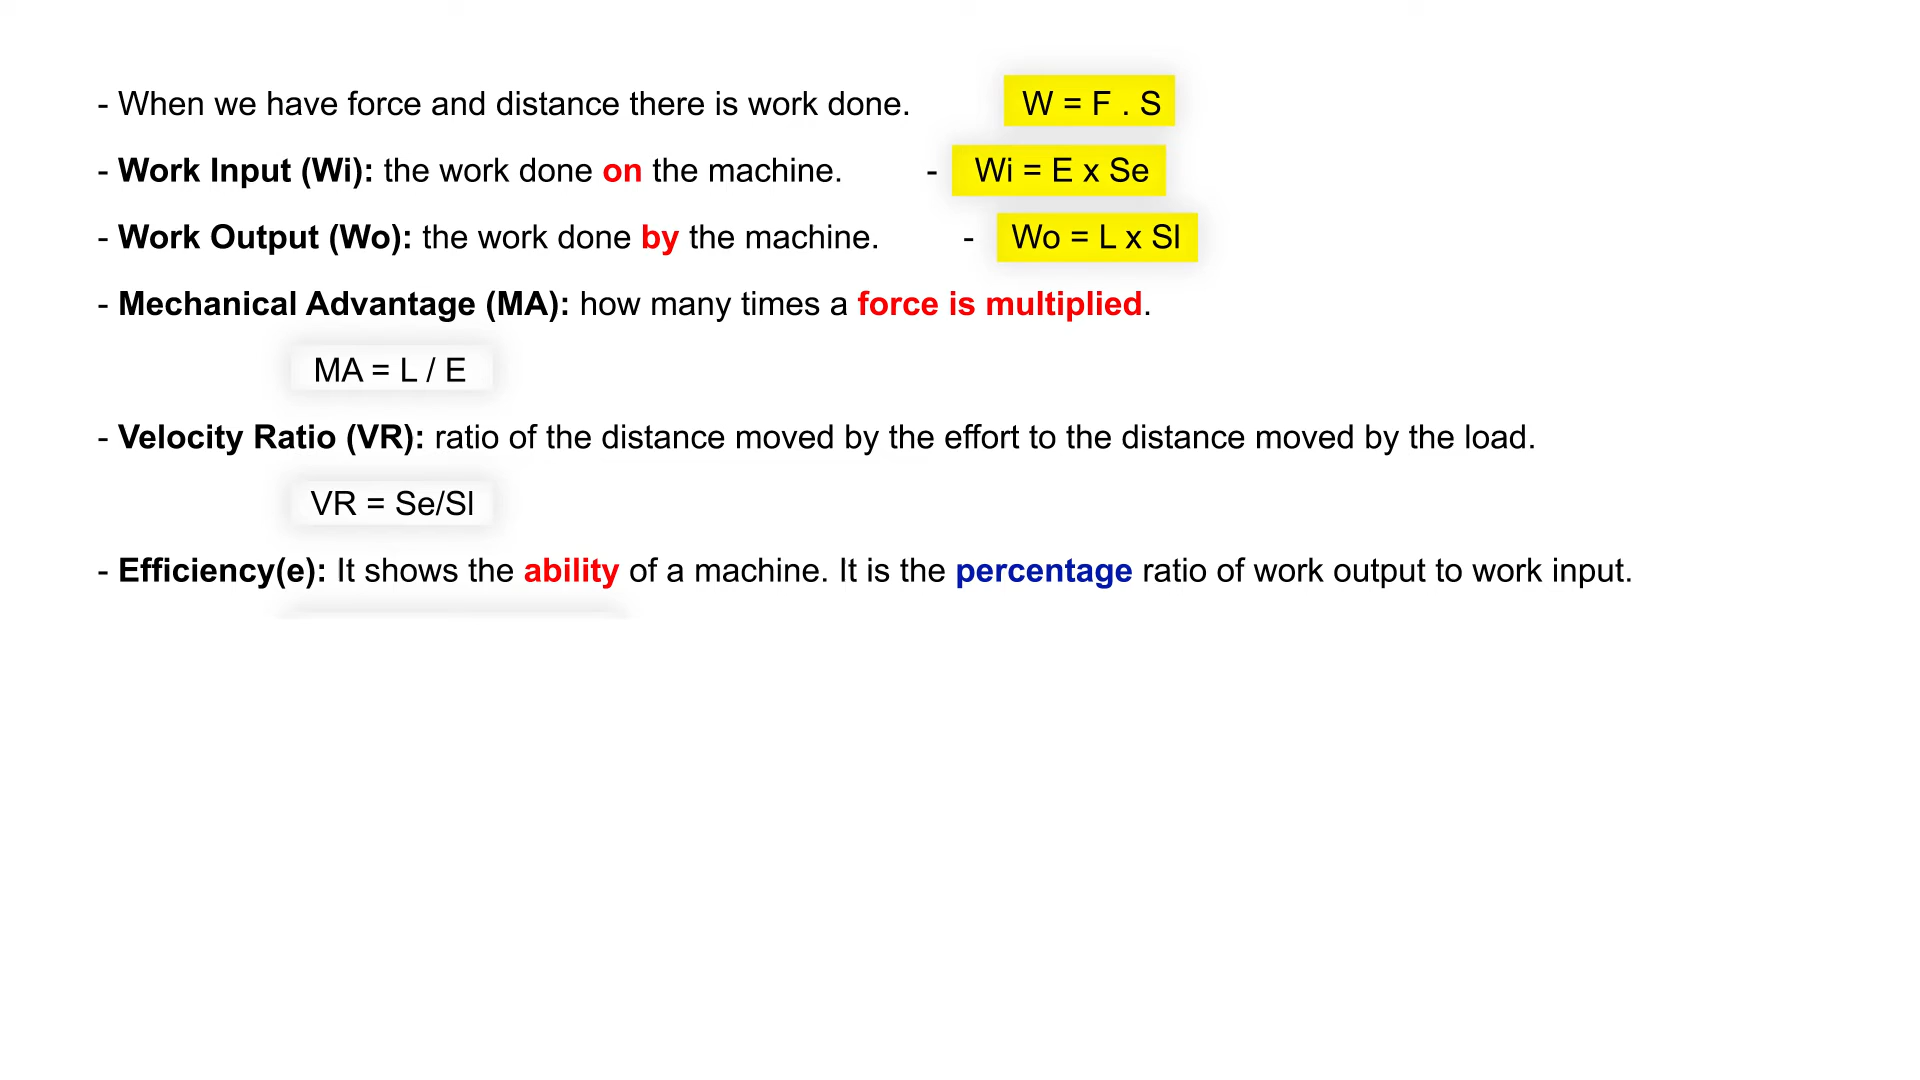 - When we have force and distance there is work done. W = F . S
- Work Input (Wi): the work done on the machine. - Wi = E x Se
- Work Output (Wo): the work done by the machine. - Wo = L x Sl
- Mechanical Advantage (MA): how many times a force is multiplied.
MA = L / E
- Velocity Ratio (VR): ratio of the distance moved by the effort to the distance moved by the load.
VR = Se/Sl
- Efficiency(e): It shows the ability of a machine. It is the percentage ratio of work output to work input.